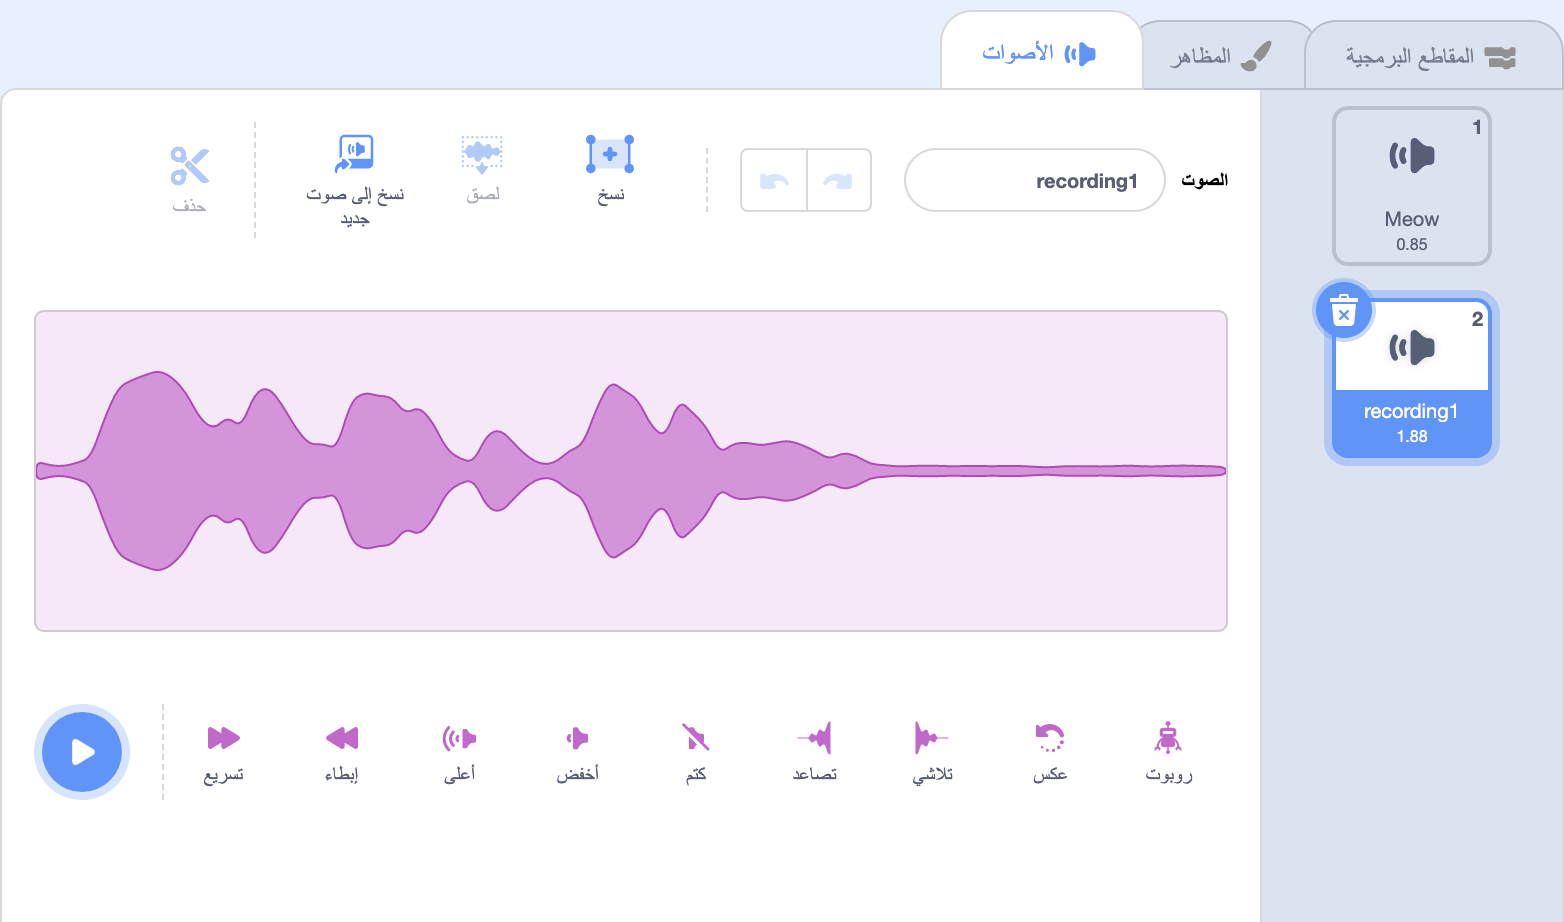 المقاطع البرمجية
المظاهر
الأصوات
1
Meow
0.85
2
recording1
1.88
الصوت
recording1
نسخ
لصق
نسخ إلى صوت
جديد
حذف
روبوت
عكس
تلاشي
تصاعد
كتم
أخفض
أعلى
إبطاء
تسريع